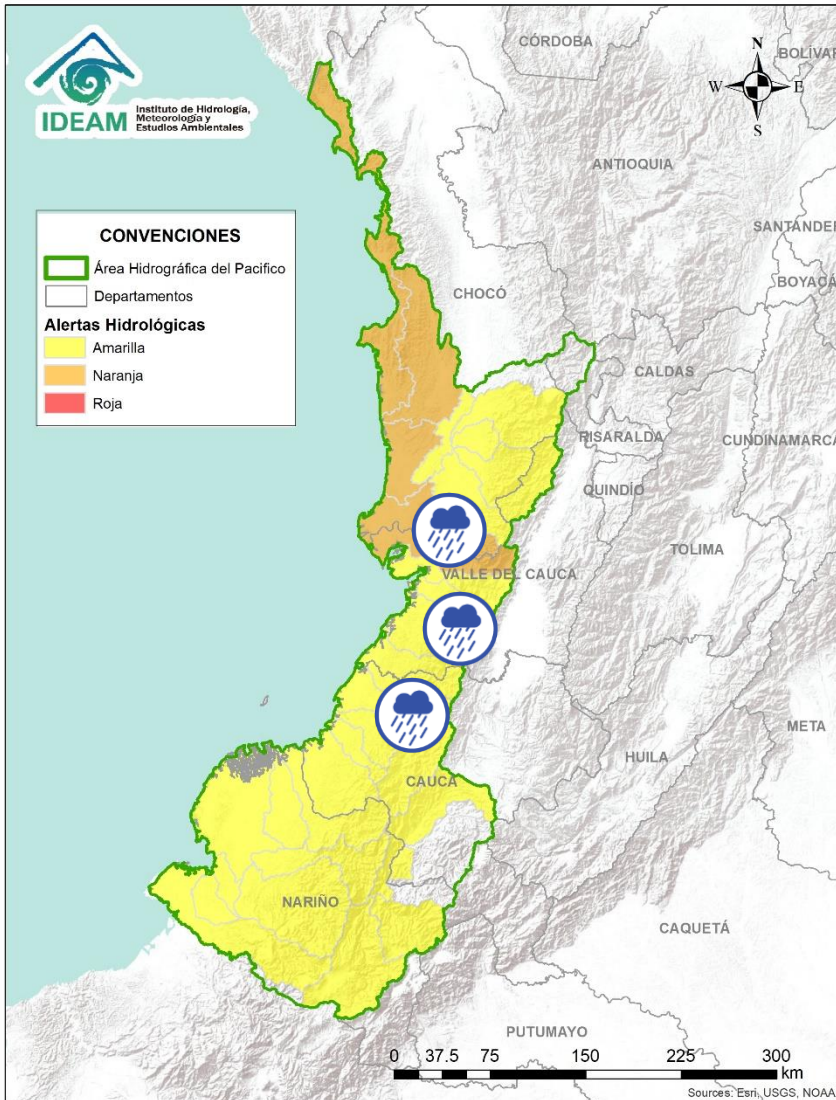 CÓRDOBA
BOLÍVAR
N
W E
S
IDEAM
Instituto de Hidrología,
Meteorología y
Estudios Ambientales
ANTIOQUIA
SANTANDER
CONVENCIONES
Área Hidrográfica del Pacifico
Departamentos
Alertas Hidrológicas
Amarilla
Naranja
Roja
BOYACÁ
CHOCÓ
CALDAS
RISARALDA
CUNDINAMARCA
QUINDÍO
TOLIMA
VALLE DEL CAUCA
META
HUILA
CAUCA
NARIÑO
CAQUETÁ
PUTUMAYO
0 37.5 75 150 225 300
km
Sources: Esri, USGS, NOAA